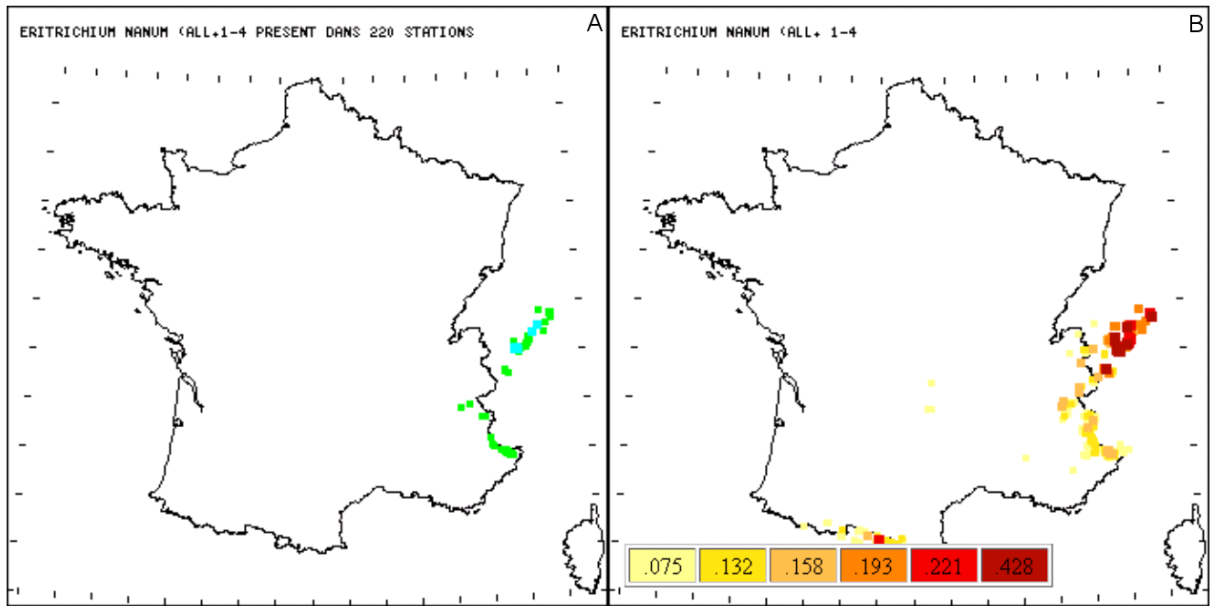 ERITRICHIUM NANUM (ALL+1-4 PRESENT DANS 220 STATIONS
A
ERITRICHIUM NANUM (ALL+ 1-4
B
.075 .132 .158 .193 .221 .428